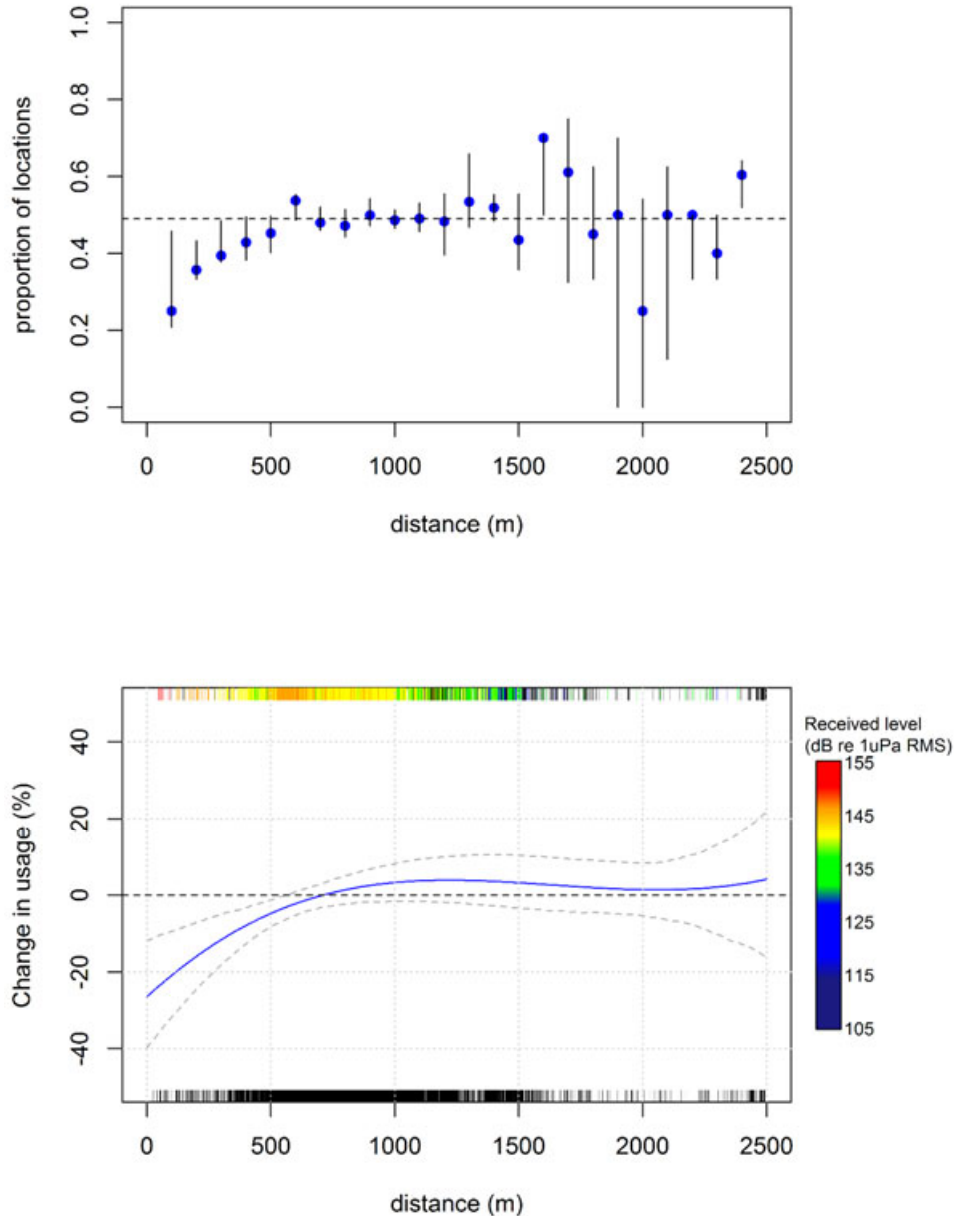 1.0
0.8
0.6
0.4
0.2
0.0
proportion of locations
0 500 1000 1500 2000 2500
distance (m)
40
20
0
-20
-40
Change in usage (%)
0 500 1000 1500 2000 2500
distance (m)
Received level
(dB re 1uPa RMS)
155
145
135
125
115
105